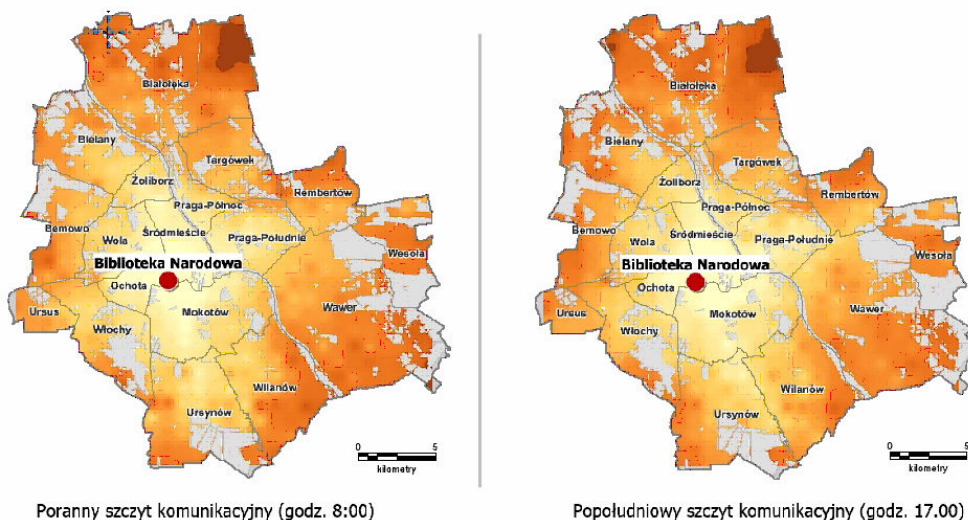 Białołęka
Bielany
Targówek
Żoliborz
Rembertów
Praga-Północ
Bemowo
Wola
Śródmieście
Praga-Południe
Wesoła
Biblioteka Narodowa
Ochota
Ursus
Włochy
Mokotów
Wawer
Wilanów
Ursynów
0 5
kilometry
Poranny szczyt komunikacyjny (godz. 8:00)
Białołęka
Bielany
Targówek
Żoliborz
Rembertów
Praga-Północ
Bemowo
Wola
Śródmieście
Praga-Południe
Wesoła
Biblioteka Narodowa
Ochota
Ursus
Włochy
Mokotów
Wawer
Wilanów
Ursynów
0 5
kilometry
Popołudniowy szczyt komunikacyjny (godz. 17.00)